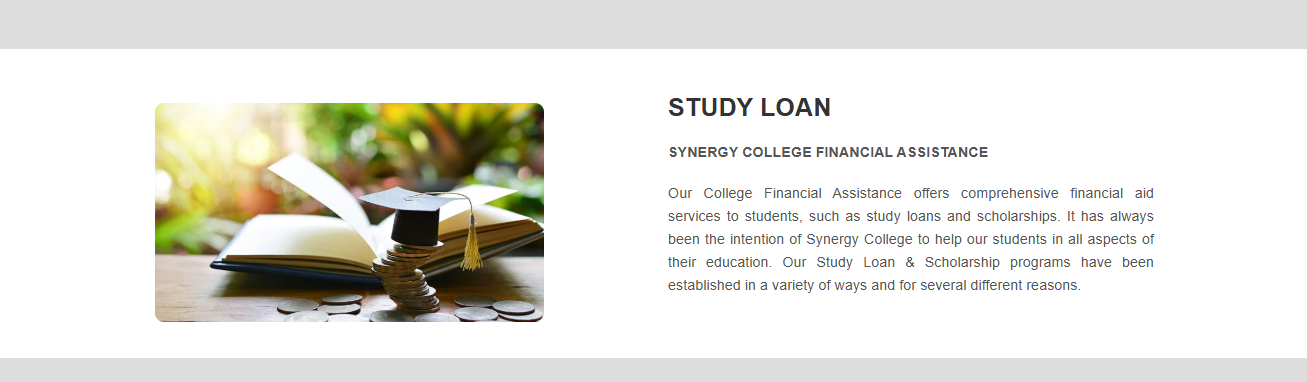 STUDY LOAN
SYNERGY COLLEGE FINANCIAL ASSISTANCE
Our College Financial Assistance offers comprehensive financial aid
services to students, such as study loans and scholarships. It has always
been the intention of Synergy College to help our students in all aspects of
their education. Our Study Loan & Scholarship programs have been
established in a variety of ways and for several different reasons.